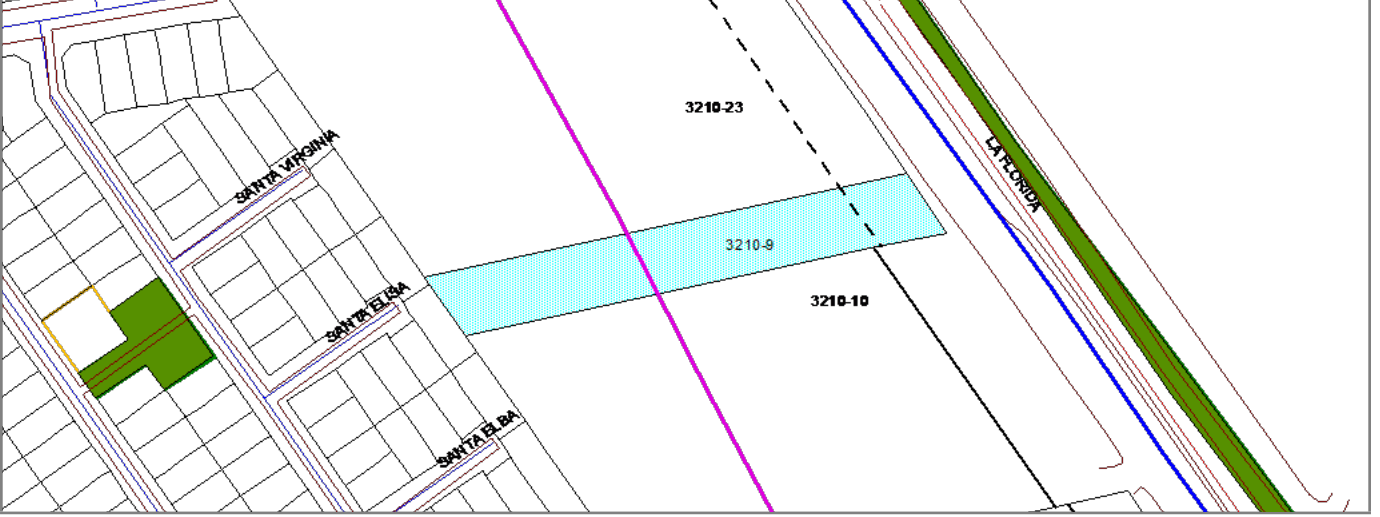 3210-23
SANTA VIRGINIA
LA FLORIDA
3210-9
SANTA ELISA
3210-10
SANTA ELBA